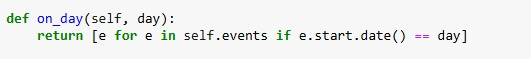 def on_day(self, day):
    return [e for e in self.events if e.start.date() == day]